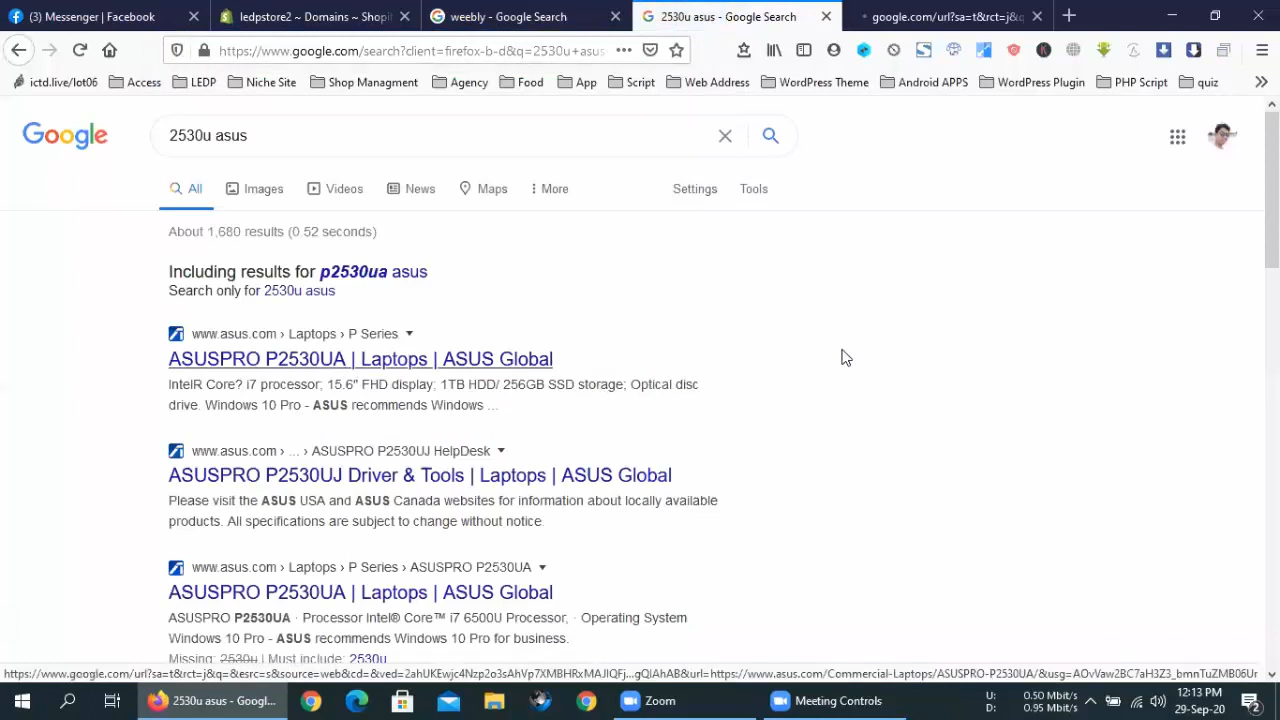 (3) Messenger | Facebook
ledpstore2 ~ Domains ~ Shopif
weebly - Google Search
2530u asus - Google Search
google.com/url?sa=t&rct=j&q
https://www.google.com/search?client=firefox-b-d&q=2530u+asus
ictd.live/lot06
Access
LEDP
Niche Site
Shop Managment
Agency
Food
App
Script
Web Address
WordPress Theme
Android APPS
WordPress Plugin
PHP Script
quiz
Google
2530u asus
All
Images
Videos
News
Maps
More
Settings
Tools
About 1,680 results (0.52 seconds)
Including results for p2530ua asus
Search only for 2530u asus
www.asus.com › Laptops › P Series
ASUSPRO P2530UA | Laptops | ASUS Global
IntelR Core? i7 processor; 15.6" FHD display; 1TB HDD/ 256GB SSD storage; Optical disc
drive. Windows 10 Pro - ASUS recommends Windows ...
www.asus.com › ... › ASUSPRO P2530UJ HelpDesk
ASUSPRO P2530UJ Driver & Tools | Laptops | ASUS Global
Please visit the ASUS USA and ASUS Canada websites for information about locally available
products. All specifications are subject to change without notice.
www.asus.com › Laptops › P Series › ASUSPRO P2530UA
ASUSPRO P2530UA | Laptops | ASUS Global
ASUSPRO P2530UA · Processor Intel® Core™ i7 6500U Processor, · Operating System
Windows 10 Pro - ASUS recommends Windows 10 Pro for business.
Missing: 2530u | Must include: 2530u
2530u asus - Googl...
Zoom
Meeting Controls
U: 0.50 Mbit/s
D: 0.95 Mbit/s
12:13 PM
29-Sep-20
2